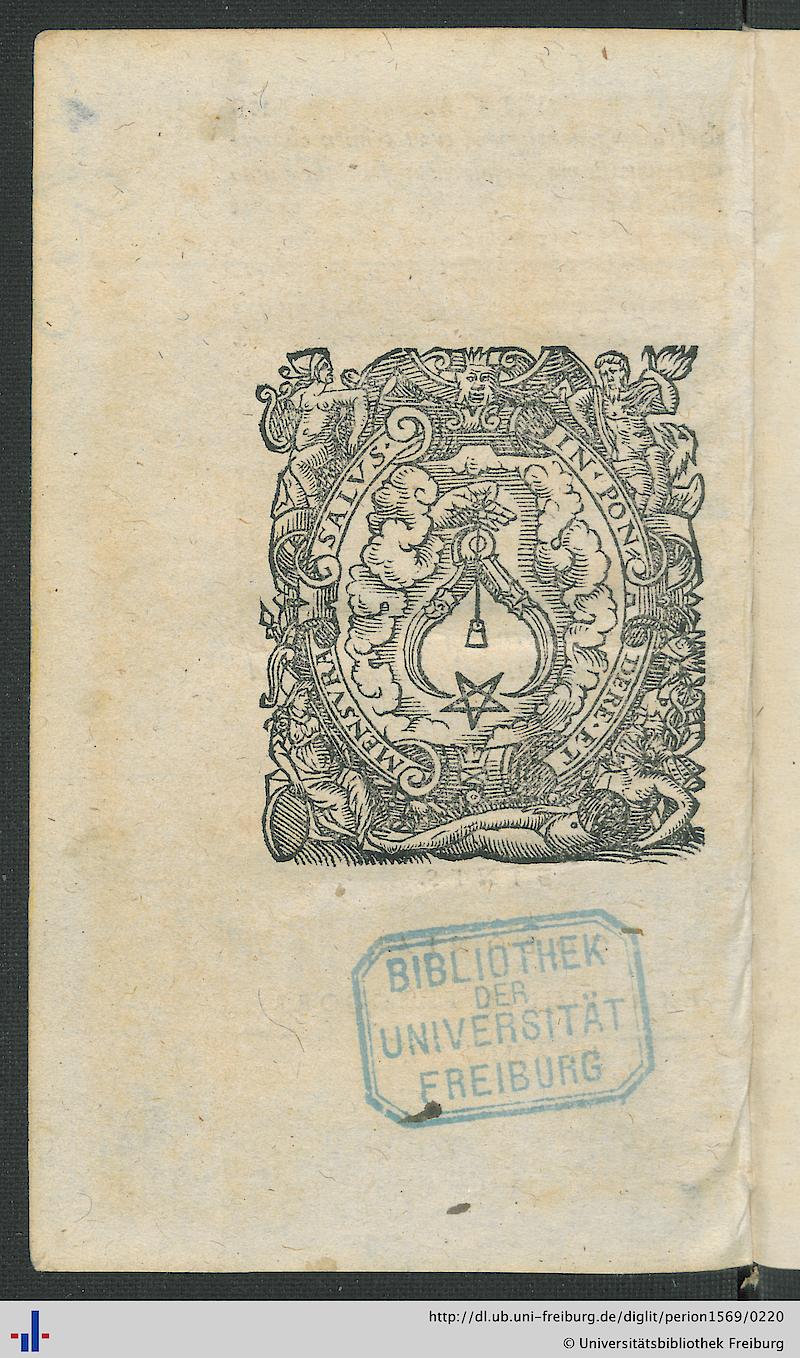 SALVS·
IN·PON
DERE·ET
MENSVRA
BIBLIOTHEK
DER
UNIVERSITÄT
FREIBURG
http://dl.ub.uni-freiburg.de/diglit/perion1569/0220
© Universitätsbibliothek Freiburg